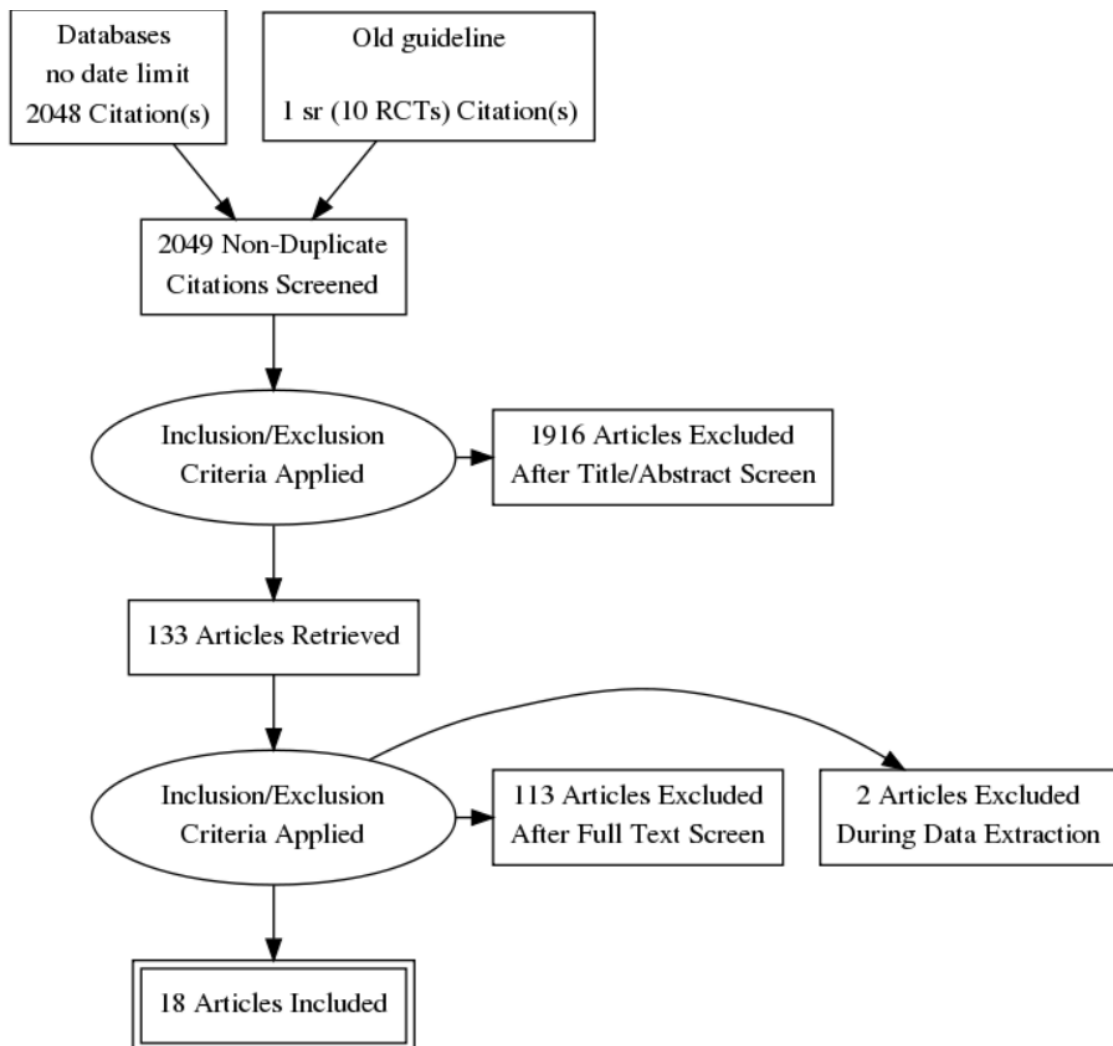 Databases
no date limit
2048 Citation(s)
Old guideline
1 sr (10 RCTs) Citation(s)
2049 Non-Duplicate
Citations Screened
Inclusion/Exclusion
Criteria Applied
1916 Articles Excluded
After Title/Abstract Screen
133 Articles Retrieved
Inclusion/Exclusion
Criteria Applied
113 Articles Excluded
After Full Text Screen
2 Articles Excluded
During Data Extraction
18 Articles Included